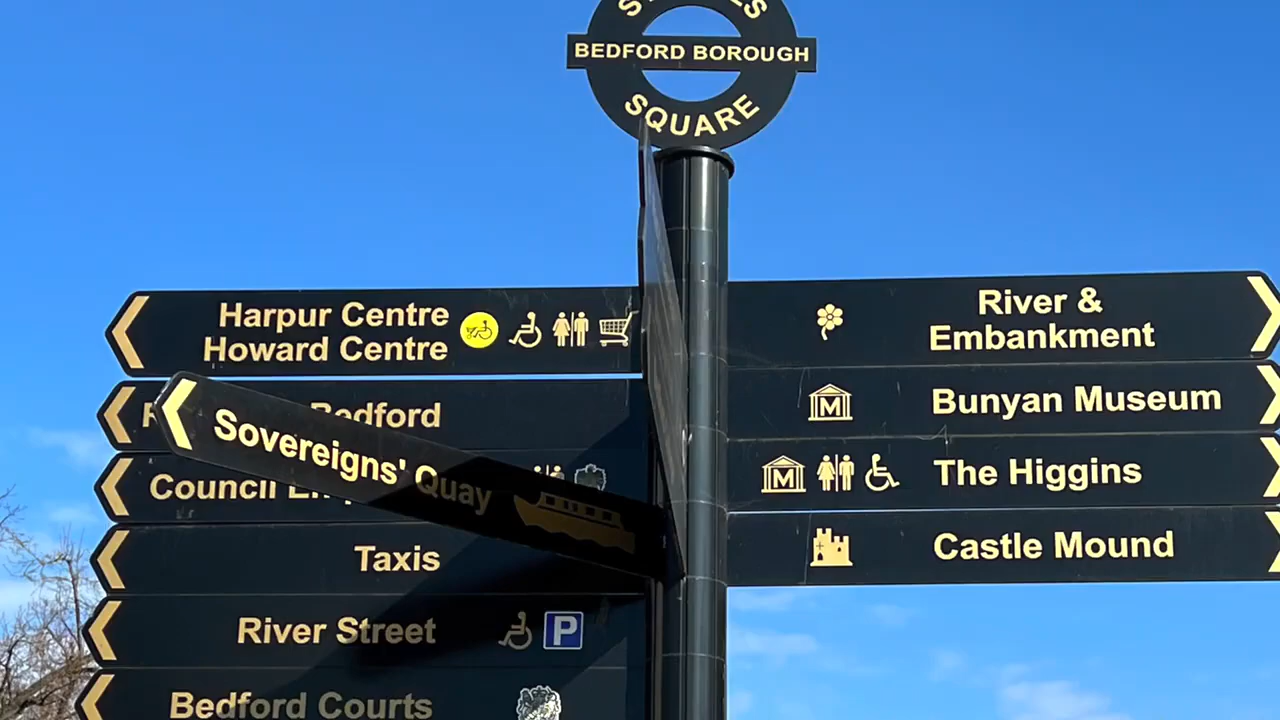 BEDFORD BOROUGH
SQUARE
Harpur Centre
Howard Centre
Bedford
Sovereigns' Quay
Council
Taxis
River Street
P
Bedford Courts
River &
Embankment
M
Bunyan Museum
M
The Higgins
Castle Mound